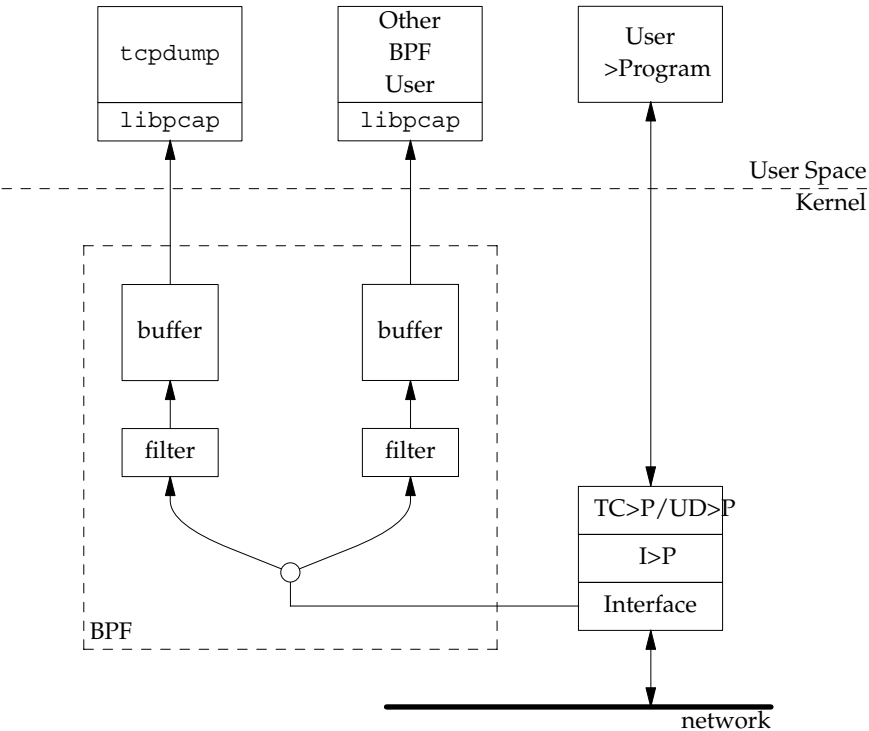 tcpdump
libpcap
Other
BPF
User
libpcap
User
>Program
User Space
Kernel
buffer
buffer
filter
filter
TC>P/UD>P
I>P
Interface
BPF
network